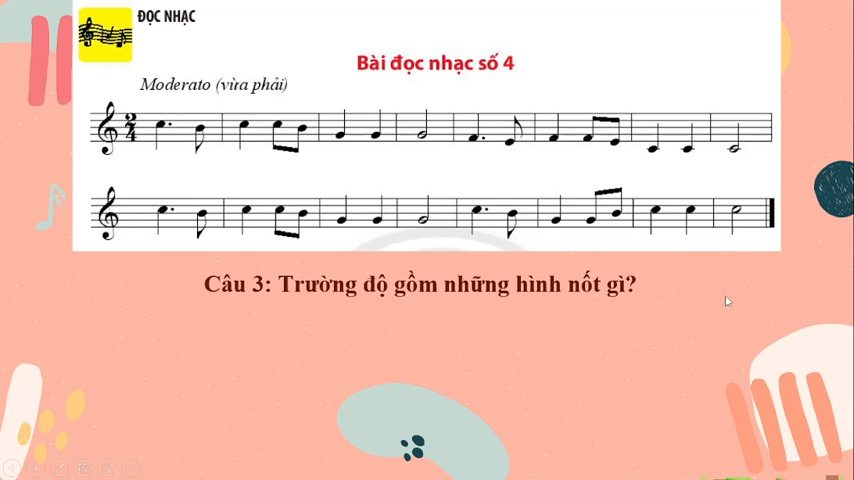 ĐỌC NHẠC
Bài đọc nhạc số 4
Moderato (vừa phải)
2
4
Câu 3: Trường độ gồm những hình nốt gì?